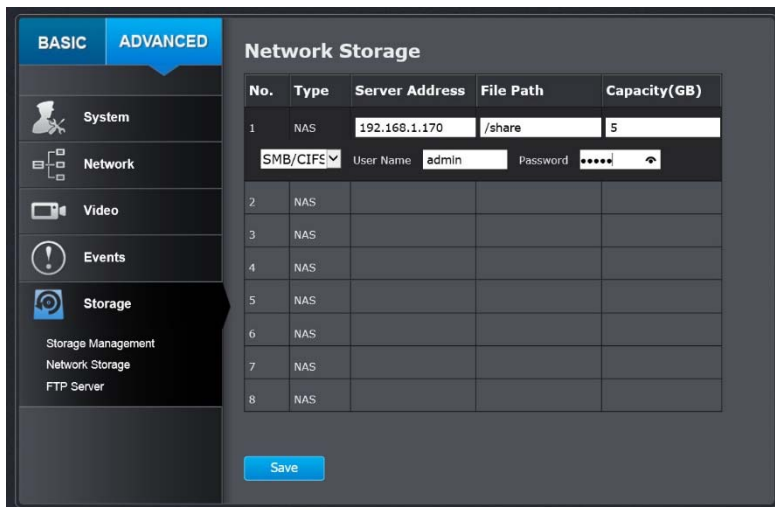 BASIC ADVANCED
Network Storage
No. Type Server Address File Path Capacity(GB)
System
1 NAS 192.168.1.170 /share 5
SMB/CIFS User Name admin Password •••••
Network
2 NAS
Video
3 NAS
Events
4 NAS
Storage
5 NAS
Storage Management
6 NAS
Network Storage
7 NAS
FTP Server
8 NAS
Save